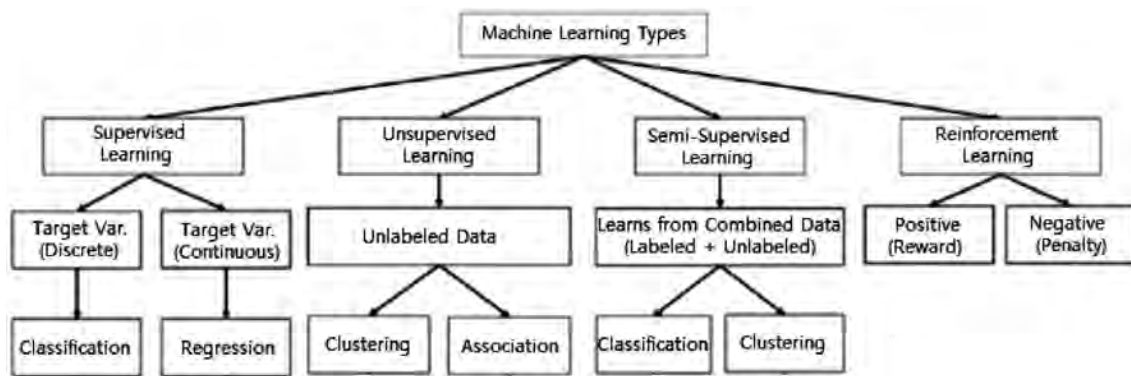 Machine Learning Types
Supervised
Learning
Unsupervised
Learning
Semi-Supervised
Learning
Reinforcement
Learning
Target Var.
(Discrete)
Target Var.
(Continuous)
Unlabeled Data
Learns from Combined Data
(Labeled + Unlabeled)
Positive
(Reward)
Negative
(Penalty)
Classification
Regression
Clustering
Association
Classification
Clustering